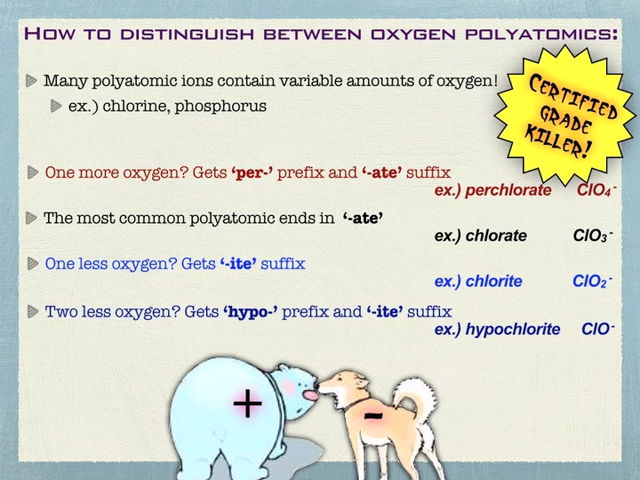 How to distinguish between oxygen polyatomics:
Many polyatomic ions contain variable amounts of oxygen!
ex.) chlorine, phosphorus
Certified
grade
killer!
One more oxygen? Gets ‘per-’ prefix and ‘-ate’ suffix
ex.) perchlorate ClO₄⁻
The most common polyatomic ends in ‘-ate’
ex.) chlorate ClO₃⁻
One less oxygen? Gets ‘-ite’ suffix
ex.) chlorite ClO₂⁻
Two less oxygen? Gets ‘hypo-’ prefix and ‘-ite’ suffix
ex.) hypochlorite ClO⁻
+ -